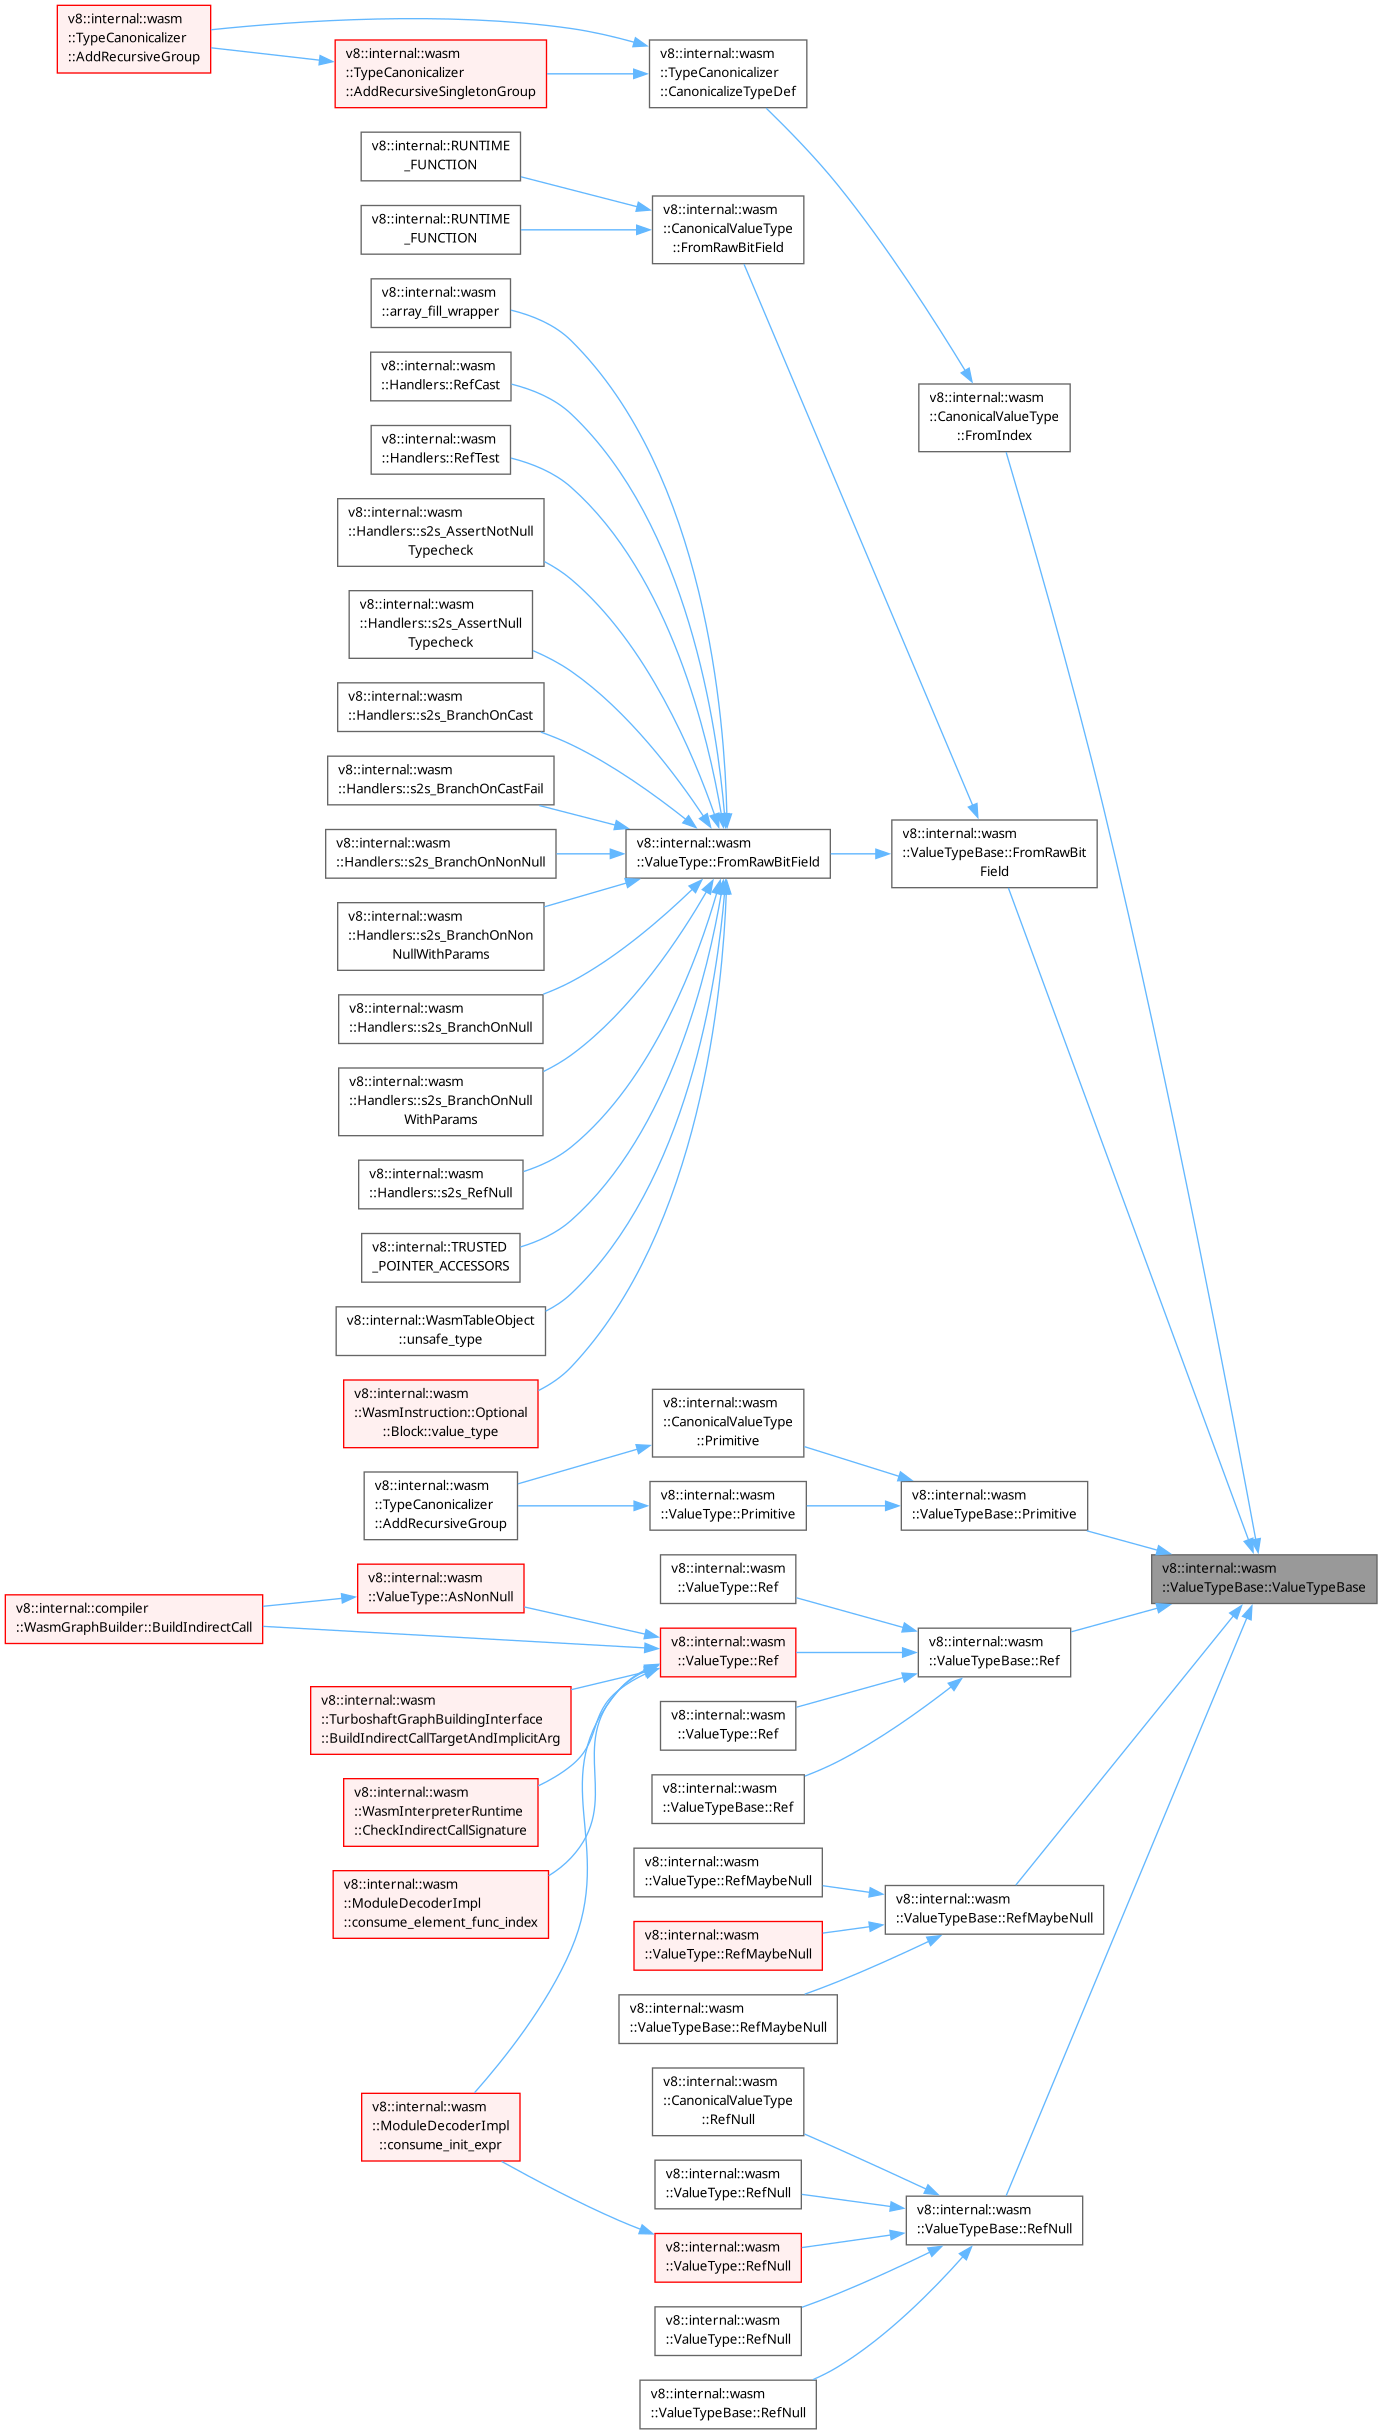 v8::internal::wasm
::TypeCanonicalizer
::AddRecursiveGroup
v8::internal::wasm
::TypeCanonicalizer
::AddRecursiveSingletonGroup
v8::internal::wasm
::TypeCanonicalizer
::CanonicalizeTypeDef
v8::internal::RUNTIME
_FUNCTION
v8::internal::RUNTIME
_FUNCTION
v8::internal::wasm
::CanonicalValueType
::FromRawBitField
v8::internal::wasm
::array_fill_wrapper
v8::internal::wasm
::Handlers::RefCast
v8::internal::wasm
::CanonicalValueType
::FromIndex
v8::internal::wasm
::Handlers::RefTest
v8::internal::wasm
::Handlers::s2s_AssertNotNull
Typecheck
v8::internal::wasm
::Handlers::s2s_AssertNull
Typecheck
v8::internal::wasm
::Handlers::s2s_BranchOnCast
v8::internal::wasm
::Handlers::s2s_BranchOnCastFail
v8::internal::wasm
::Handlers::s2s_BranchOnNonNull
v8::internal::wasm
::ValueType::FromRawBitField
v8::internal::wasm
::ValueTypeBase::FromRawBit
Field
v8::internal::wasm
::Handlers::s2s_BranchOnNon
NullWithParams
v8::internal::wasm
::Handlers::s2s_BranchOnNull
v8::internal::wasm
::Handlers::s2s_BranchOnNull
WithParams
v8::internal::wasm
::Handlers::s2s_RefNull
v8::internal::TRUSTED
_POINTER_ACCESSORS
v8::internal::WasmTableObject
::unsafe_type
v8::internal::wasm
::WasmInstruction::Optional
::Block::value_type
v8::internal::wasm
::CanonicalValueType
::Primitive
v8::internal::wasm
::TypeCanonicalizer
::AddRecursiveGroup
v8::internal::wasm
::ValueType::Primitive
v8::internal::wasm
::ValueTypeBase::Primitive
v8::internal::wasm
::ValueTypeBase::ValueTypeBase
v8::internal::wasm
::ValueType::Ref
v8::internal::compiler
::WasmGraphBuilder::BuildIndirectCall
v8::internal::wasm
::ValueType::AsNonNull
v8::internal::wasm
::ValueType::Ref
v8::internal::wasm
::ValueTypeBase::Ref
v8::internal::wasm
::TurboshaftGraphBuildingInterface
::BuildIndirectCallTargetAndImplicitArg
v8::internal::wasm
::ValueType::Ref
v8::internal::wasm
::ValueTypeBase::Ref
v8::internal::wasm
::WasmInterpreterRuntime
::CheckIndirectCallSignature
v8::internal::wasm
::ValueType::RefMaybeNull
v8::internal::wasm
::ModuleDecoderImpl
::consume_element_func_index
v8::internal::wasm
::ValueType::RefMaybeNull
v8::internal::wasm
::ValueTypeBase::RefMaybeNull
v8::internal::wasm
::ValueTypeBase::RefMaybeNull
v8::internal::wasm
::CanonicalValueType
::RefNull
v8::internal::wasm
::ModuleDecoderImpl
::consume_init_expr
v8::internal::wasm
::ValueType::RefNull
v8::internal::wasm
::ValueTypeBase::RefNull
v8::internal::wasm
::ValueType::RefNull
v8::internal::wasm
::ValueType::RefNull
v8::internal::wasm
::ValueTypeBase::RefNull